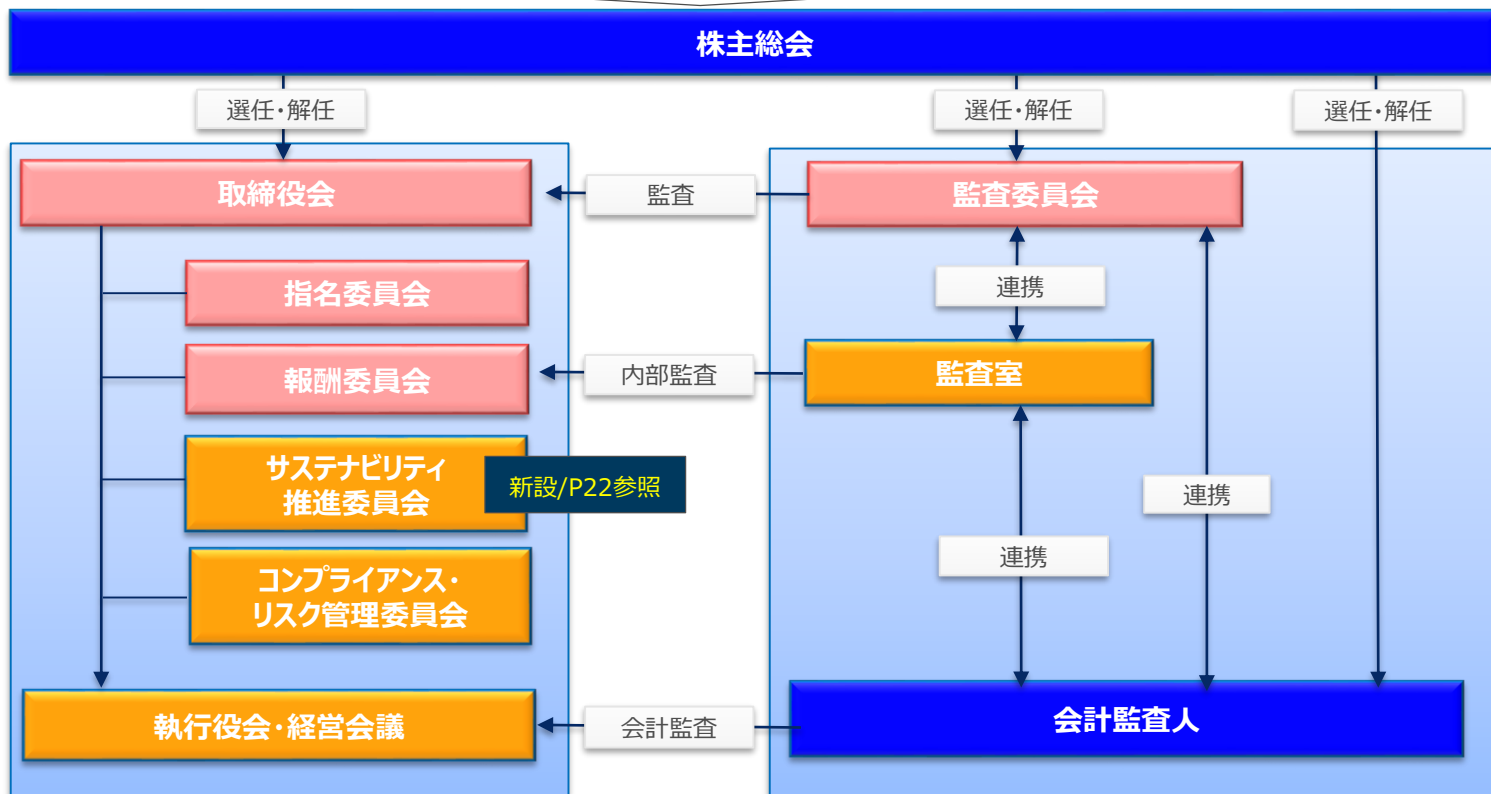 株主総会
選任・解任
選任・解任
選任・解任
取締役会
監査
監査委員会
指名委員会
連携
報酬委員会
内部監査
監査室
サステナビリティ
推進委員会
新設/P22参照
連携
連携
コンプライアンス・
リスク管理委員会
執行役会・経営会議
会計監査
会計監査人